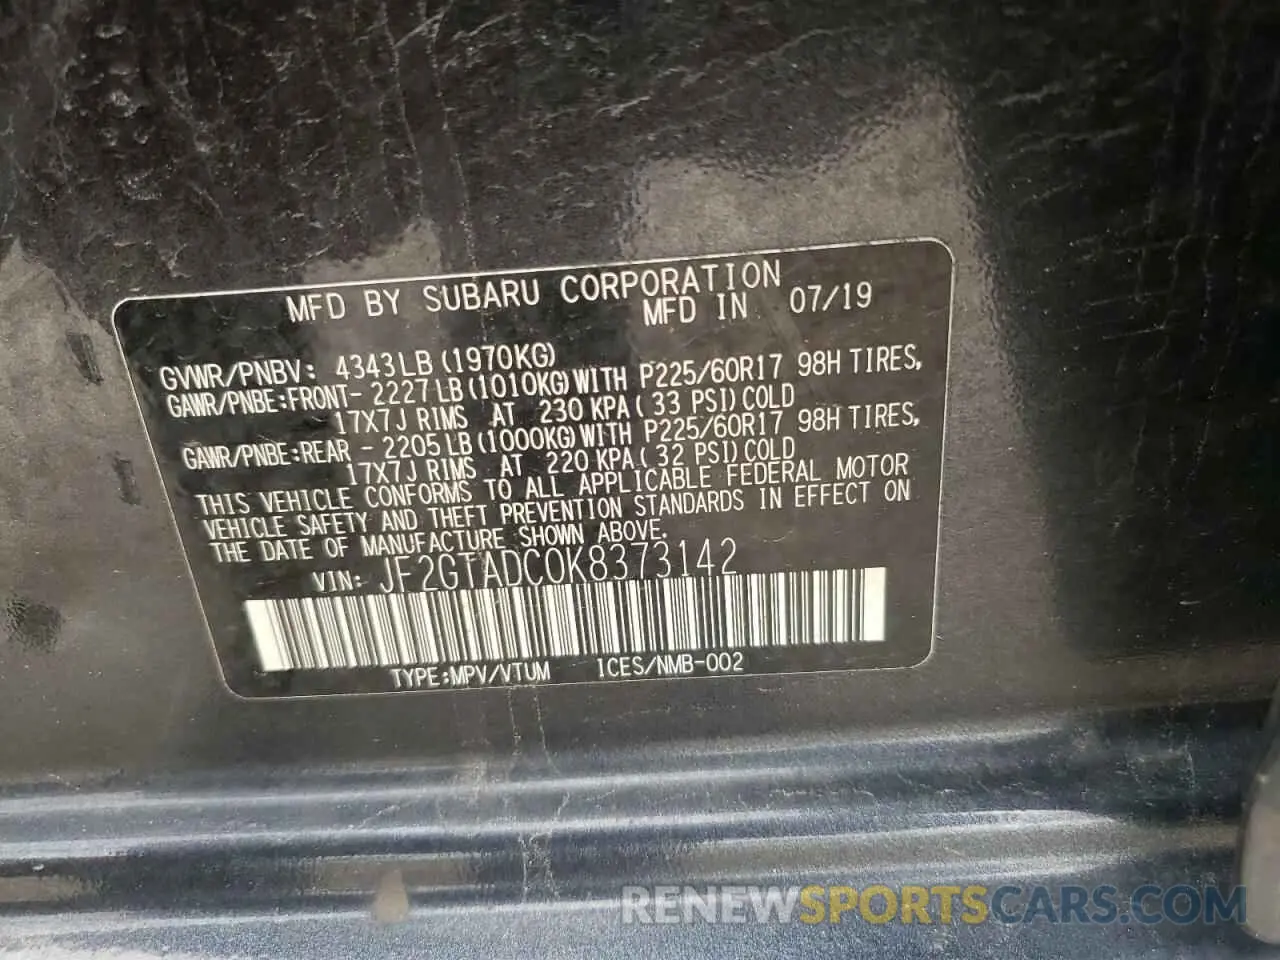 MFD BY SUBARU CORPORATION
MFD IN 07/19
GVWR/PNBV: 4343LB(1970KG)
GAWR/PNBE:FRONT- 2227LB(1010KG)WITH P225/60R17 98H TIRES,
17X7J RIMS AT 230 KPA( 33 PSI)COLD
GAWR/PNBE:REAR - 2205LB(1000KG)WITH P225/60R17 98H TIRES,
17X7J RIMS AT 220 KPA( 32 PSI)COLD
THIS VEHICLE CONFORMS TO ALL APPLICABLE FEDERAL MOTOR
VEHICLE SAFETY AND THEFT PREVENTION STANDARDS IN EFFECT ON
THE DATE OF MANUFACTURE SHOWN ABOVE.
VIN: JF2GTADC0K8373142
TYPE:MPV/VTUM ICES/NMB-002
RENEWSPORTSCARS.COM